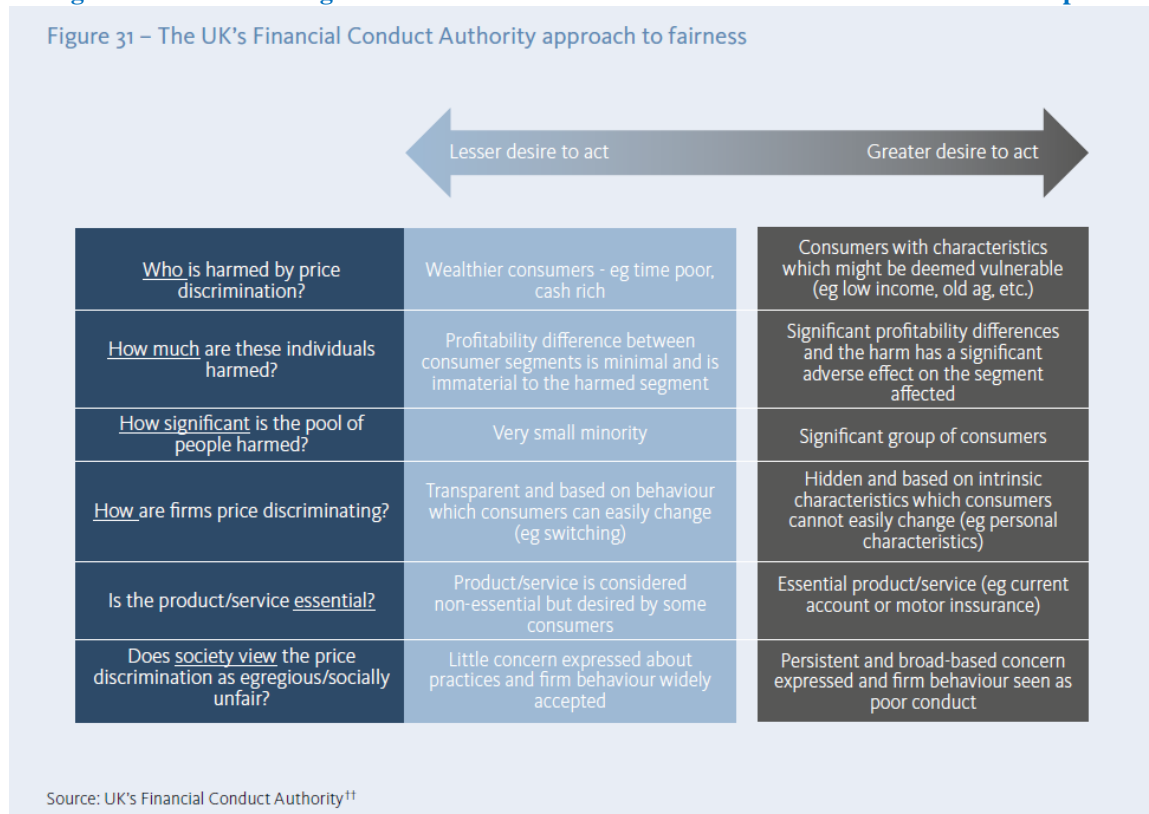 Figure 31 – The UK's Financial Conduct Authority approach to fairness
Lesser desire to act
Greater desire to act
Who is harmed by price
discrimination?
Wealthier consumers - eg time poor,
cash rich
Consumers with characteristics
which might be deemed vulnerable
(eg low income, old ag, etc.)
How much are these individuals
harmed?
Profitability difference between
consumer segments is minimal and is
immaterial to the harmed segment
Significant profitability differences
and the harm has a significant
adverse effect on the segment
affected
How significant is the pool of
people harmed?
Very small minority
Significant group of consumers
How are firms price discriminating?
Transparent and based on behaviour
which consumers can easily change
(eg switching)
Hidden and based on intrinsic
characteristics which consumers
cannot easily change (eg personal
characteristics)
Is the product/service essential?
Product/service is considered
non-essential but desired by some
consumers
Essential product/service (eg current
account or motor inssurance)
Does society view the price
discrimination as egregious/socially
unfair?
Little concern expressed about
practices and firm behaviour widely
accepted
Persistent and broad-based concern
expressed and firm behaviour seen as
poor conduct
Source: UK's Financial Conduct Authority††